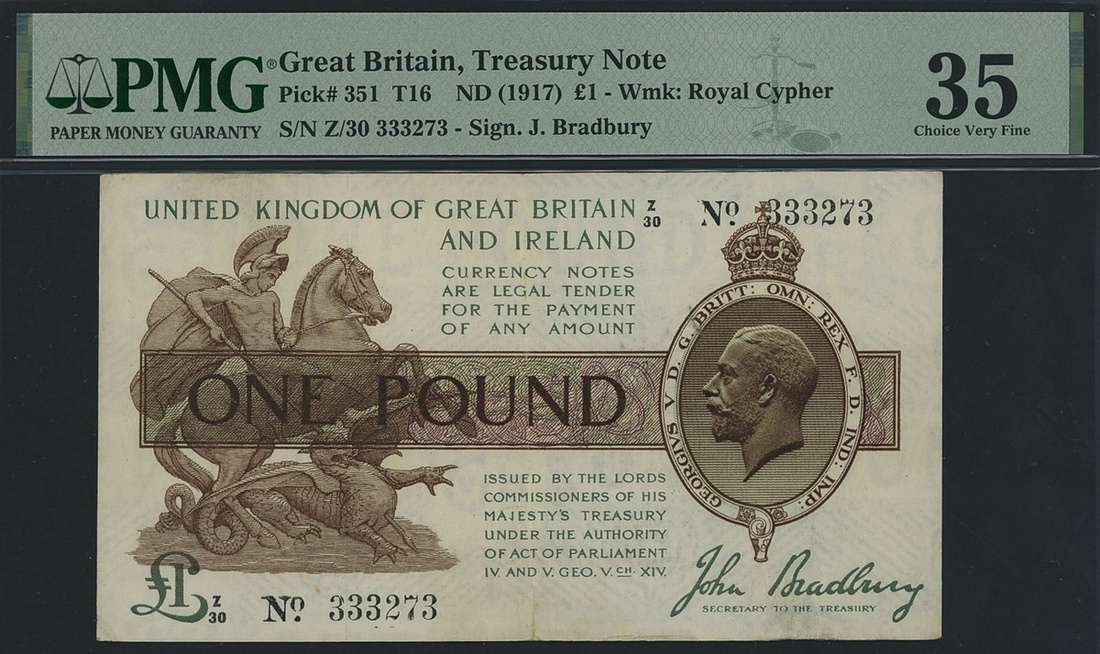 PMG
PAPER MONEY GUARANTY
®Great Britain, Treasury Note
Pick# 351 T16 ND (1917) £1 - Wmk: Royal Cypher
S/N Z/30 333273 - Sign. J. Bradbury
35
Choice Very Fine
UNITED KINGDOM OF GREAT BRITAIN
AND IRELAND
Z
30
Nº 333273
CURRENCY NOTES
ARE LEGAL TENDER
FOR THE PAYMENT
OF ANY AMOUNT
ONE POUND
GEORGIVS V D. G. BRITT: OMN: REX F. D. IND: IMP:
ISSUED BY THE LORDS
COMMISSIONERS OF HIS
MAJESTY'S TREASURY
UNDER THE AUTHORITY
OF ACT OF PARLIAMENT
IV AND V. GEO. V. CH. XIV.
£1
Z
30
Nº 333273
John Bradbury
SECRETARY TO THE TREASURY